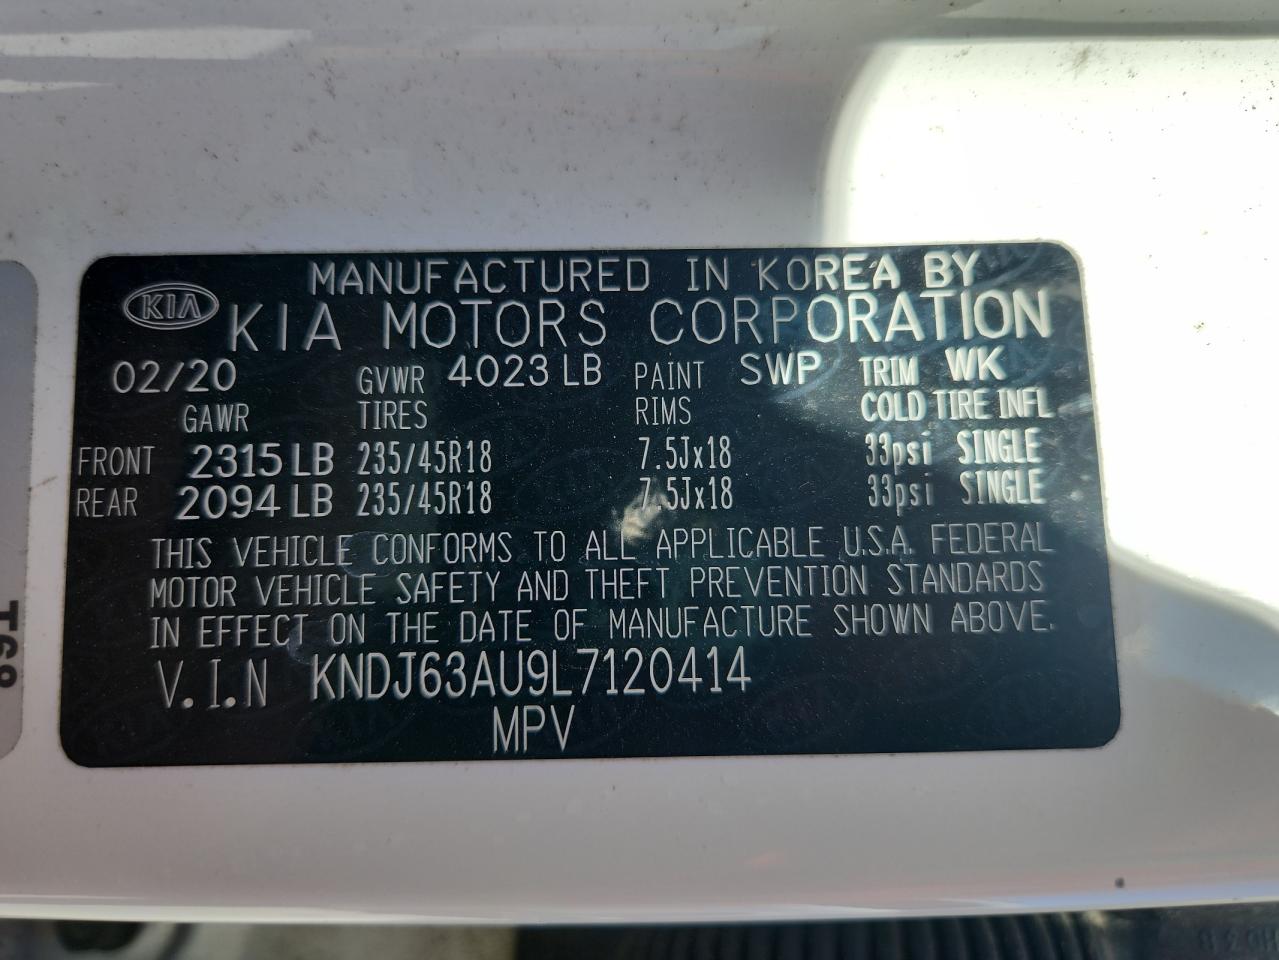 MANUFACTURED IN KOREA BY
KIA KIA MOTORS CORPORATION
02/20 GVWR 4023 LB PAINT SWP TRIM WK
GAWR TIRES RIMS COLD TIRE INFL
FRONT 2315 LB 235/45R18 7.5Jx18 33psi SINGLE
REAR 2094 LB 235/45R18 7.5Jx18 33psi SINGLE
THIS VEHICLE CONFORMS TO ALL APPLICABLE U.S.A. FEDERAL
MOTOR VEHICLE SAFETY AND THEFT PREVENTION STANDARDS
IN EFFECT ON THE DATE OF MANUFACTURE SHOWN ABOVE.
V.I.N KNDJ63AU9L7120414
MPV